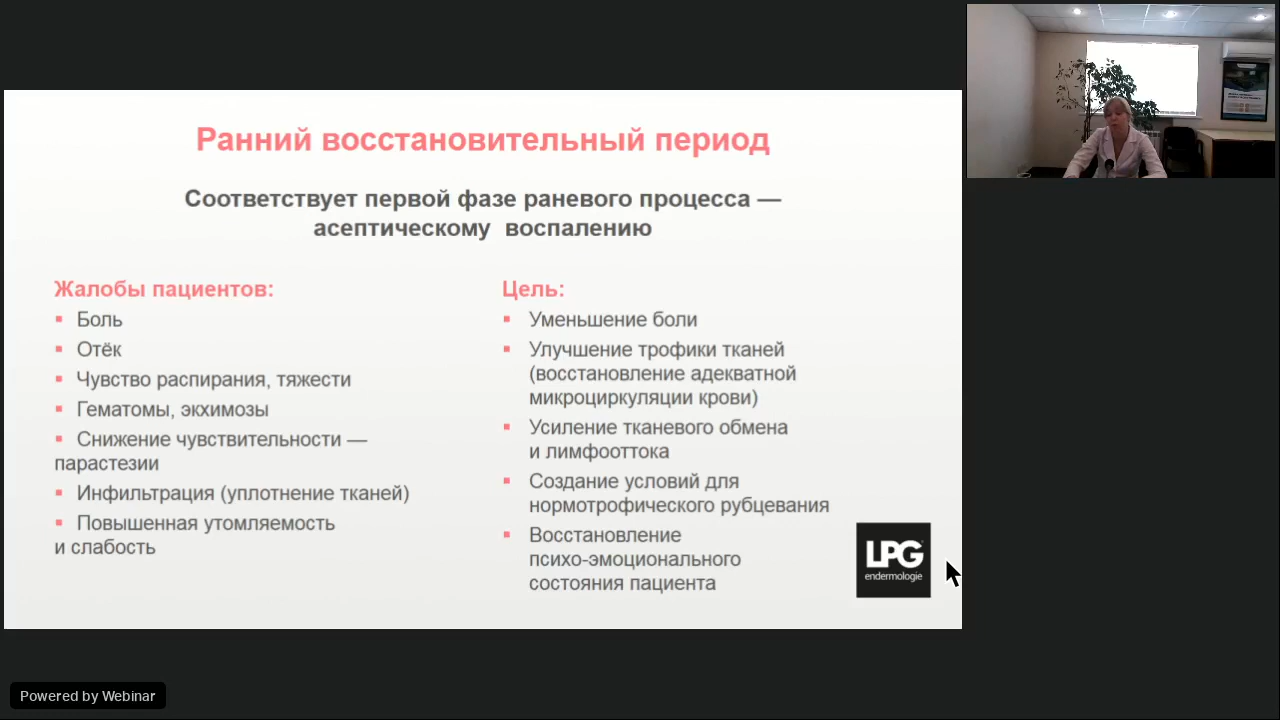 Ранний восстановительный период
Соответствует первой фазе раневого процесса —
асептическому воспалению
Жалобы пациентов:
Боль
Отёк
Чувство распирания, тяжести
Гематомы, экхимозы
Снижение чувствительности —
парастезии
Инфильтрация (уплотнение тканей)
Повышенная утомляемость
и слабость
Цель:
Уменьшение боли
Улучшение трофики тканей
(восстановление адекватной
микроциркуляции крови)
Усиление тканевого обмена
и лимфооттока
Создание условий для
нормотрофического рубцевания
Восстановление
психо-эмоционального
состояния пациента
LPG
endermologie
Powered by Webinar